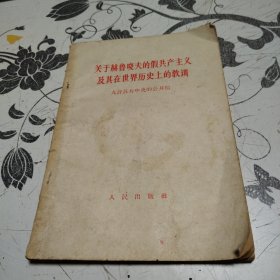 关于赫鲁晓夫的假共产主义
及其在世界历史上的教训
九评苏共中央的公开信
人民出版社